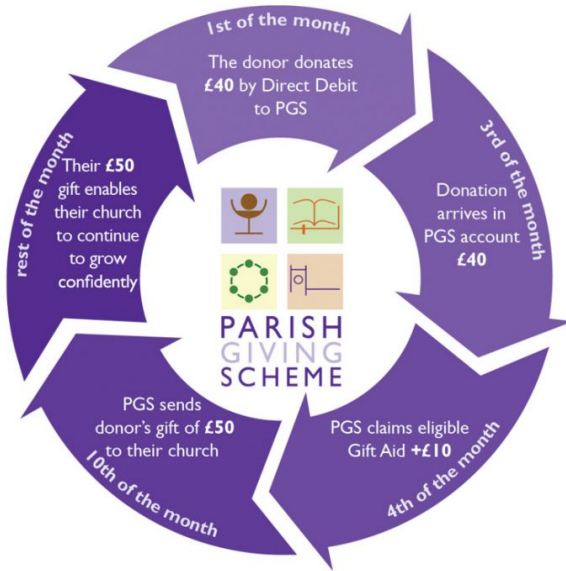 1st of the month
The donor donates
£40 by Direct Debit
to PGS
3rd of the month
Donation
arrives in
PGS account
£40
4th of the month
PGS claims eligible
Gift Aid +£10
10th of the month
PGS sends
donor's gift of £50
to their church
rest of the month
Their £50
gift enables
their church
to continue
to grow
confidently
PARISH
GIVING
SCHEME